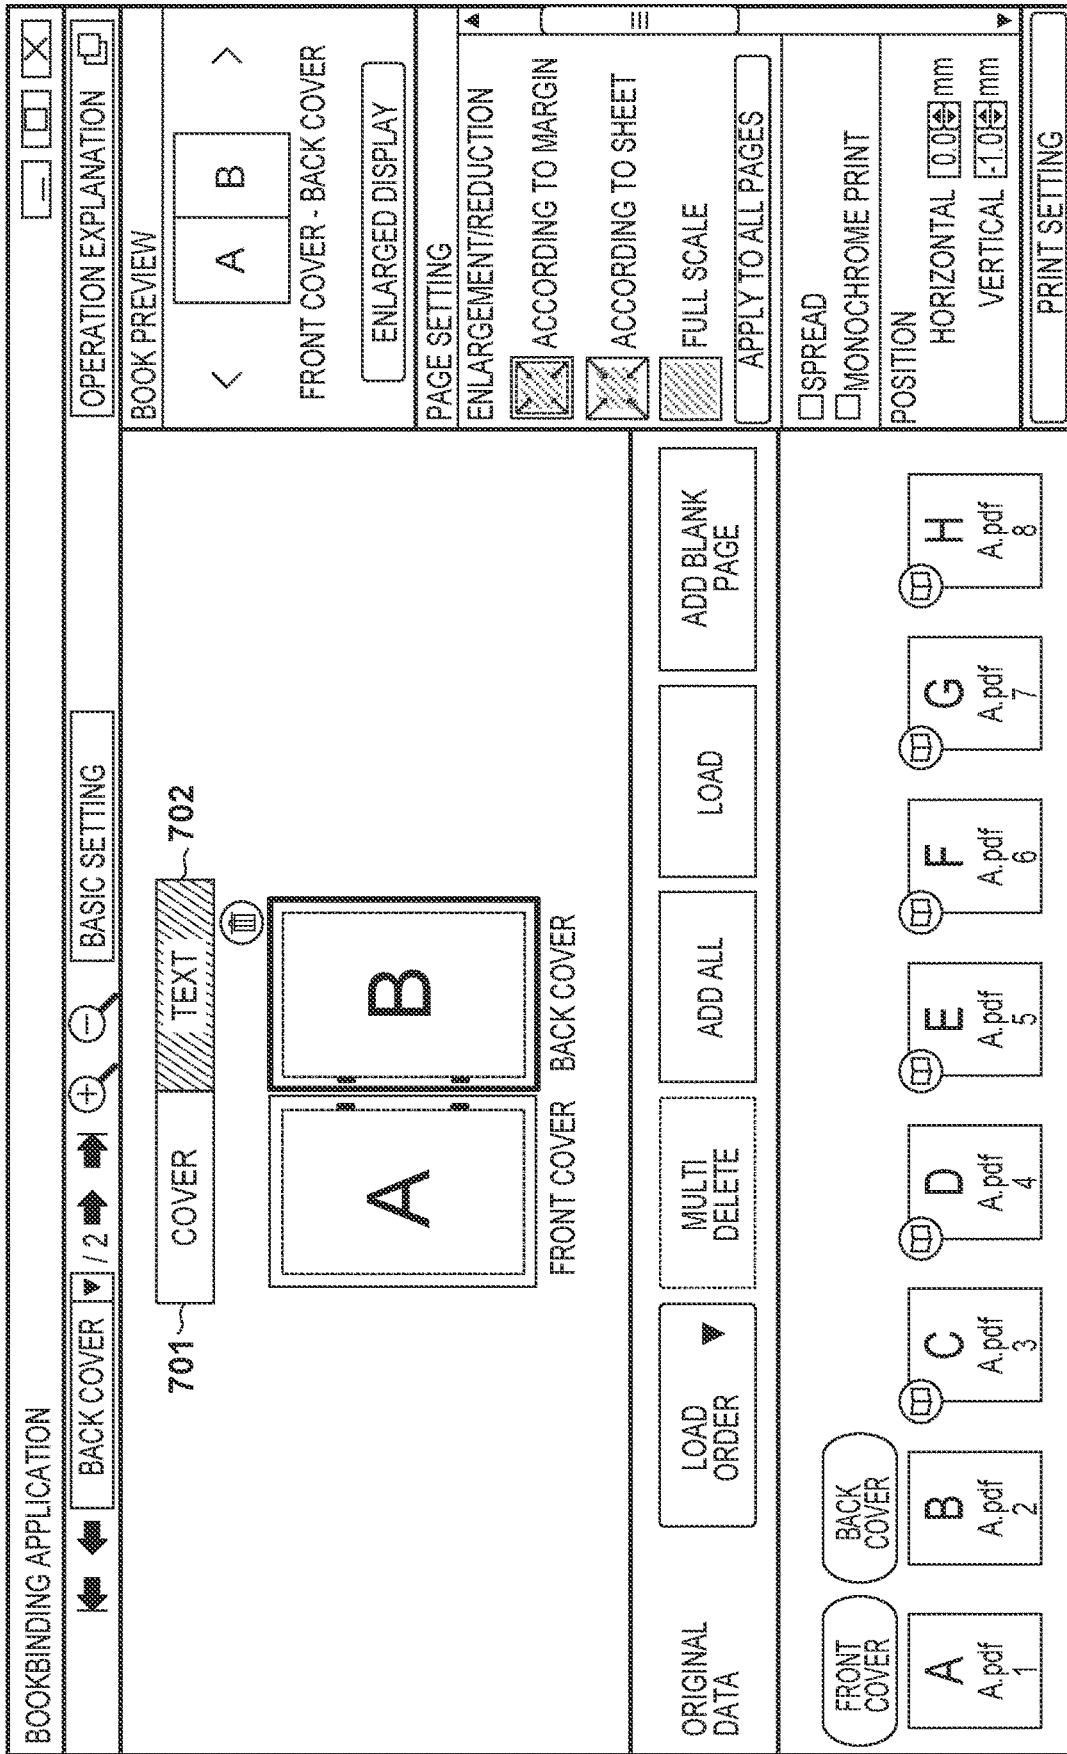 BOOKBINDING APPLICATION
BACK COVER ▼ / 2
BASIC SETTING
OPERATION EXPLANATION
701
COVER
TEXT
702
A
B
FRONT COVER
BACK COVER
BOOK PREVIEW
< A B >
FRONT COVER - BACK COVER
ENLARGED DISPLAY
PAGE SETTING
ENLARGEMENT/REDUCTION
ACCORDING TO MARGIN
ACCORDING TO SHEET
FULL SCALE
APPLY TO ALL PAGES
SPREAD
MONOCHROME PRINT
POSITION
HORIZONTAL 0.0 mm
VERTICAL -1.0 mm
PRINT SETTING
ORIGINAL
DATA
LOAD
ORDER ▼
MULTI
DELETE
ADD ALL
LOAD
ADD BLANK
PAGE
FRONT
COVER
A
A.pdf
1
BACK
COVER
B
A.pdf
2
C
A.pdf
3
D
A.pdf
4
E
A.pdf
5
F
A.pdf
6
G
A.pdf
7
H
A.pdf
8